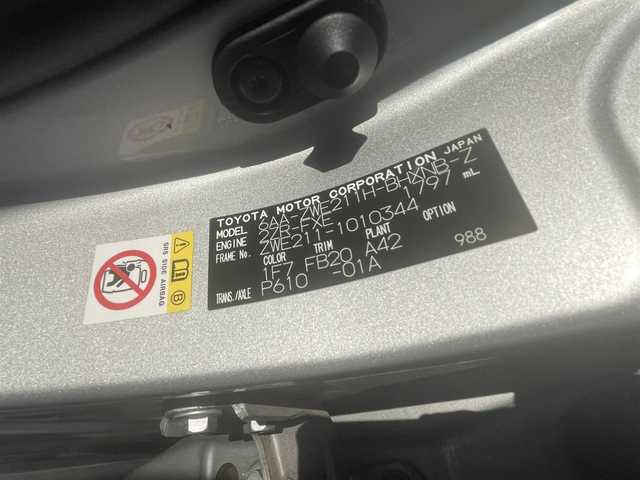 TOYOTA MOTOR CORPORATION JAPAN
MODEL 6AA-ZWE211H-BHXNB-Z
ENGINE 2ZR-FXE 1797 mL
FRAME No. ZWE211-1010344
COLOR TRIM PLANT OPTION
1F7 FB20 A42 988
TRANS./AXLE P610 -01A
SRS SIDE AIRBAG
B